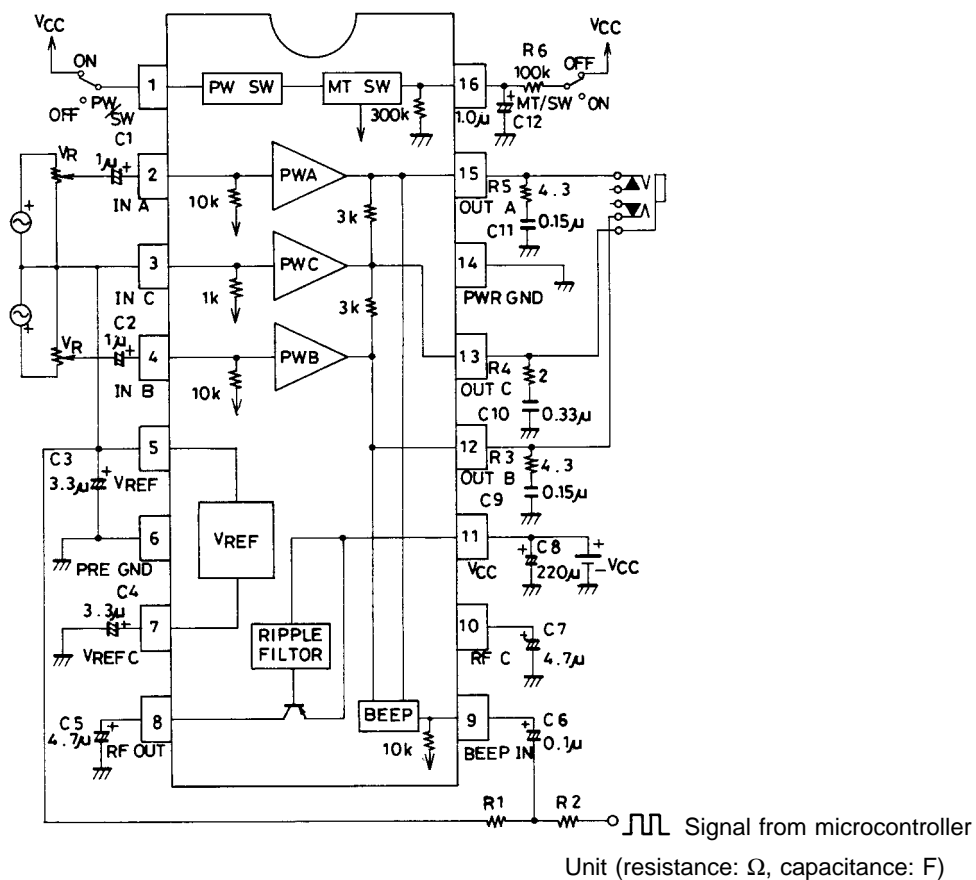 VCC
ON
OFF
PW/SW
1
PW SW
MT SW
300k
16
1.0μ
C12
R6
100k
MT/SW
OFF
ON
VCC
C1
1μ
VR
2
IN A
10k
PWA
3k
15
OUT A
R5
4.3
C11
0.15μ
3
IN C
1k
PWC
3k
14
PWR GND
C2
1μ
VR
4
IN B
10k
PWB
13
OUT C
R4
2
C10
0.33μ
12
OUT B
R3
4.3
C9
0.15μ
C3
3.3μ
5
VREF
VREF
6
PRE GND
11
VCC
C8
220μ
VCC
C4
3.3μ
7
VREF C
RIPPLE
FILTOR
10
RF C
C7
4.7μ
C5
4.7μ
8
RF OUT
BEEP
10k
9
BEEP IN
C6
0.1μ
R1
R2
Signal from microcontroller
Unit (resistance: Ω, capacitance: F)